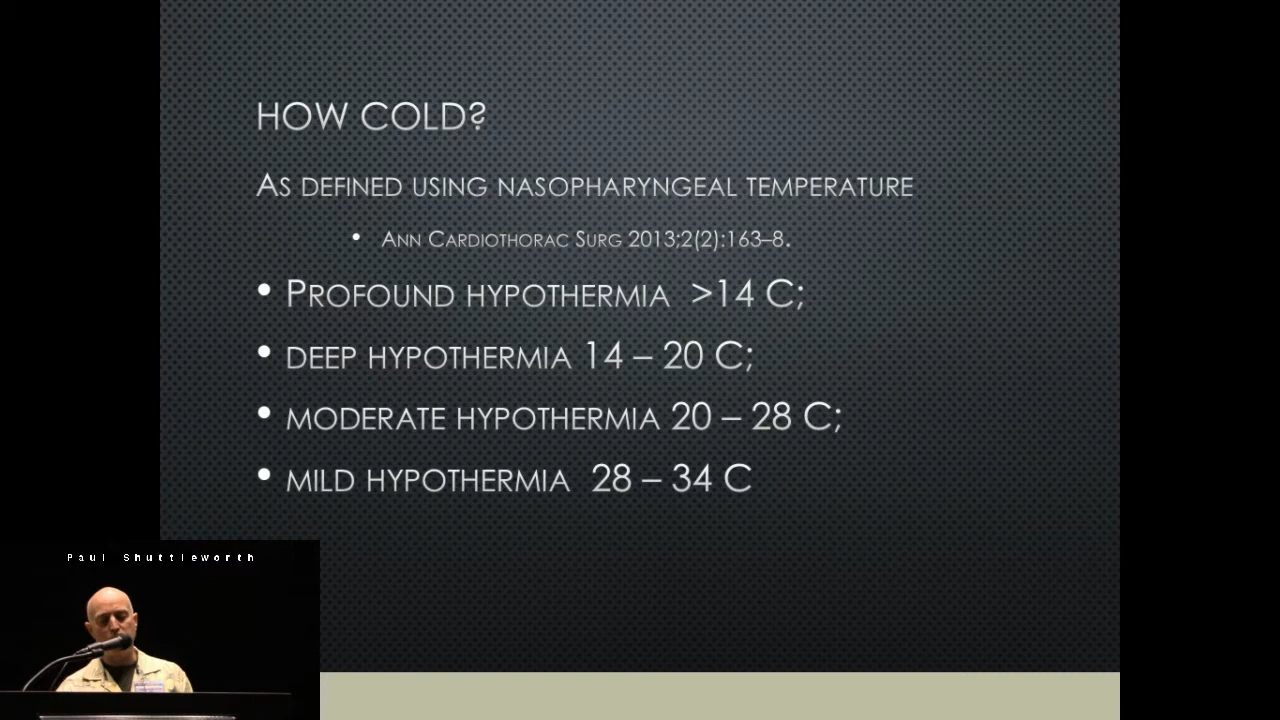 HOW COLD?
AS DEFINED USING NASOPHARYNGEAL TEMPERATURE
• ANN CARDIOTHORAC SURG 2013;2(2):163–8.
• PROFOUND HYPOTHERMIA >14 C;
• DEEP HYPOTHERMIA 14 – 20 C;
• MODERATE HYPOTHERMIA 20 – 28 C;
• MILD HYPOTHERMIA 28 – 34 C
Paul Shuttleworth